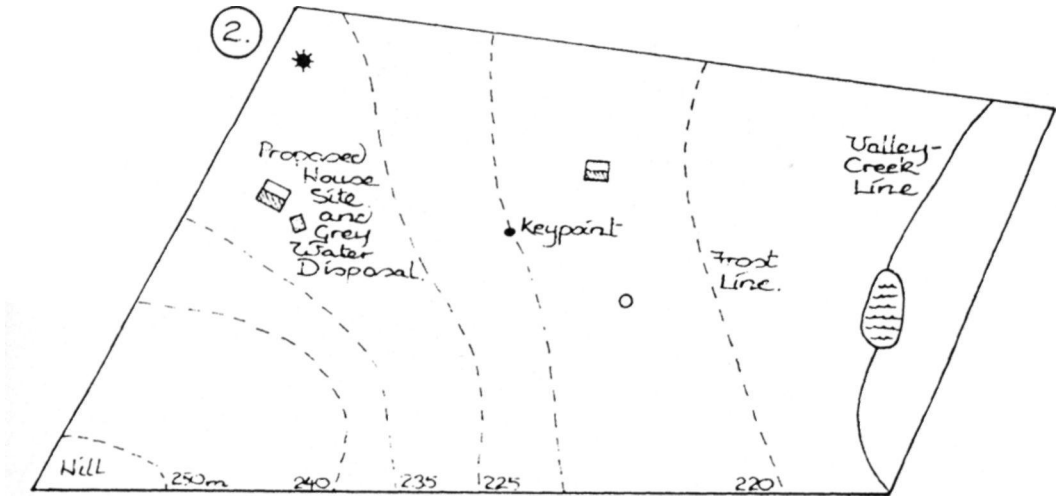 2.
Proposed
House
Site
and
Grey
Water
Disposal.
Keypoint
Valley-
Creek
Line
Frost
Line.
Hill
250m
240
235
225
220